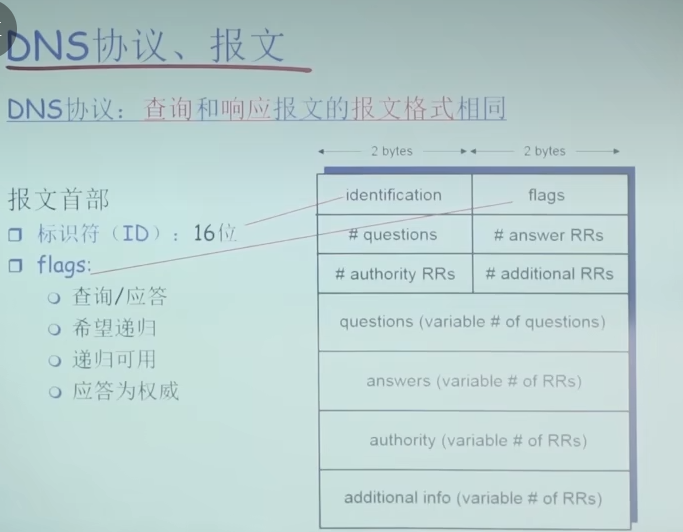 DNS协议、报文
DNS协议：查询和响应报文的报文格式相同
2 bytes 2 bytes
报文首部
标识符（ID）：16位
flags:
查询/应答
希望递归
递归可用
应答为权威
identification flags
# questions # answer RRs
# authority RRs # additional RRs
questions (variable # of questions)
answers (variable # of RRs)
authority (variable # of RRs)
additional info (variable # of RRs)